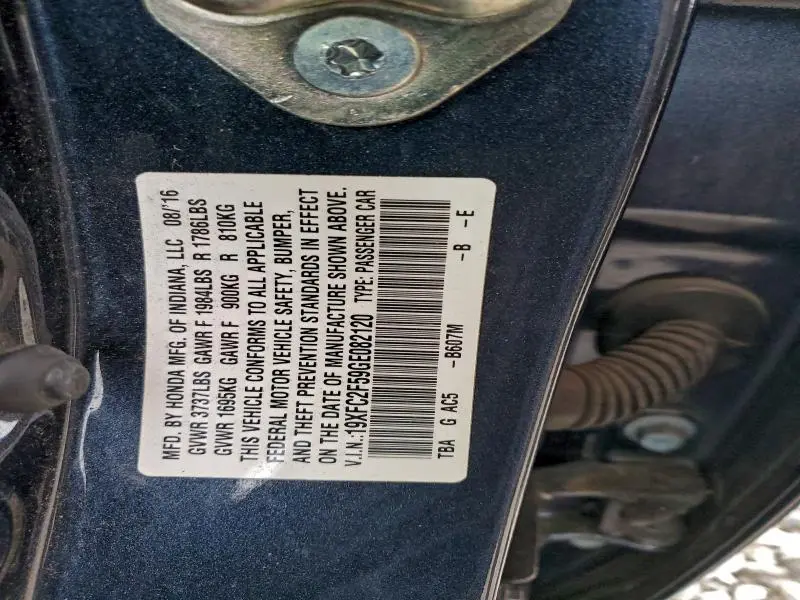 MFD. BY HONDA MFG. OF INDIANA, LLC 08/'16
GVWR 3737LBS GAWR F 1984LBS R 1786LBS
GVWR 1695KG GAWR F 900KG R 810KG
THIS VEHICLE CONFORMS TO ALL APPLICABLE
FEDERAL MOTOR VEHICLE SAFETY, BUMPER,
AND THEFT PREVENTION STANDARDS IN EFFECT
ON THE DATE OF MANUFACTURE SHOWN ABOVE.
V.I.N.:19XFC2F59GE082120 TYPE: PASSENGER CAR
TBA G AC5 -B607M -B -E